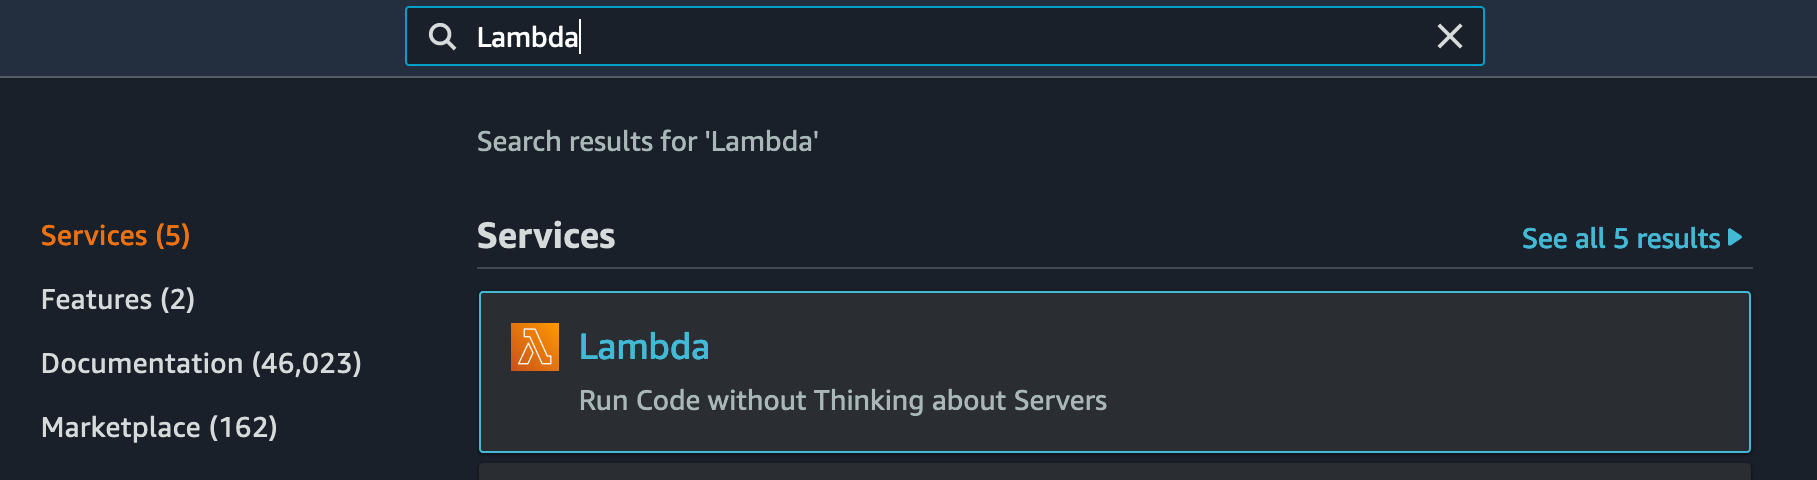 Lambda
Search results for 'Lambda'
Services (5)
Features (2)
Documentation (46,023)
Marketplace (162)
Services
See all 5 results
Lambda
Run Code without Thinking about Servers